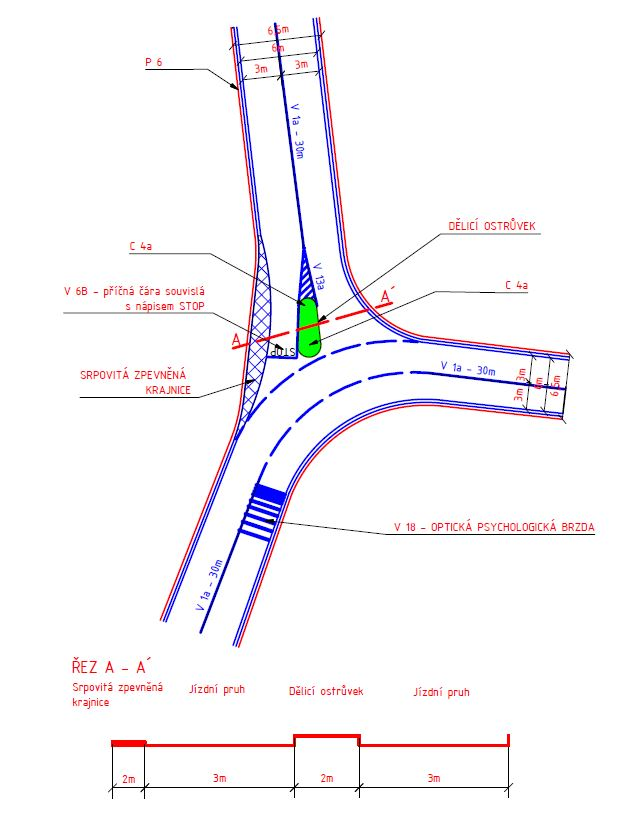 6,5m
6m
3m 3m
P 6
V 1a - 30m
DĚLICÍ OSTRŮVEK
C 4a
V 13a
C 4a
A´
V 6B - příčná čára souvislá
s nápisem STOP
A
STOP
SRPOVITÁ ZPEVNĚNÁ
KRAJNICE
V 1a - 30m
3m
3m
6m
6,5m
V 18 - OPTICKÁ PSYCHOLOGICKÁ BRZDA
V 1a - 30m
ŘEZ A - A´
Srpovitá zpevněná
krajnice
Jízdní pruh
Dělicí ostrůvek
Jízdní pruh
2m 3m 2m 3m